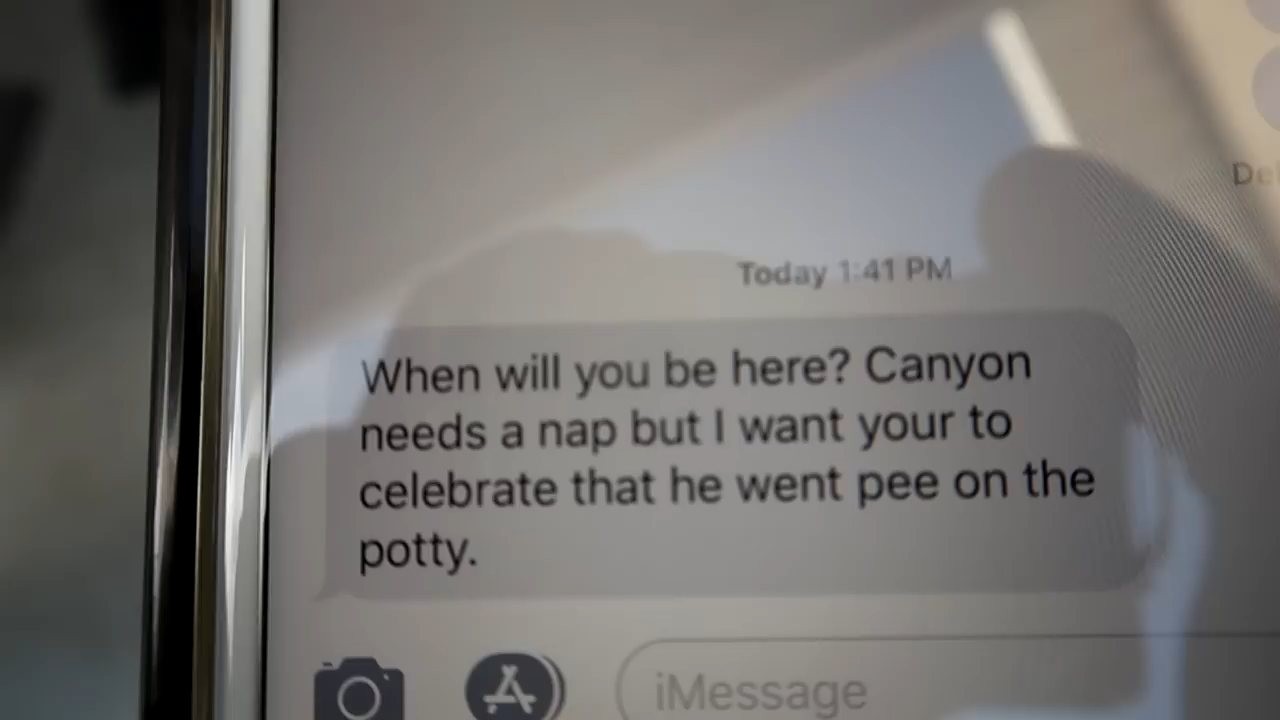 Today 1:41 PM
When will you be here? Canyon
needs a nap but I want your to
celebrate that he went pee on the
potty.
iMessage